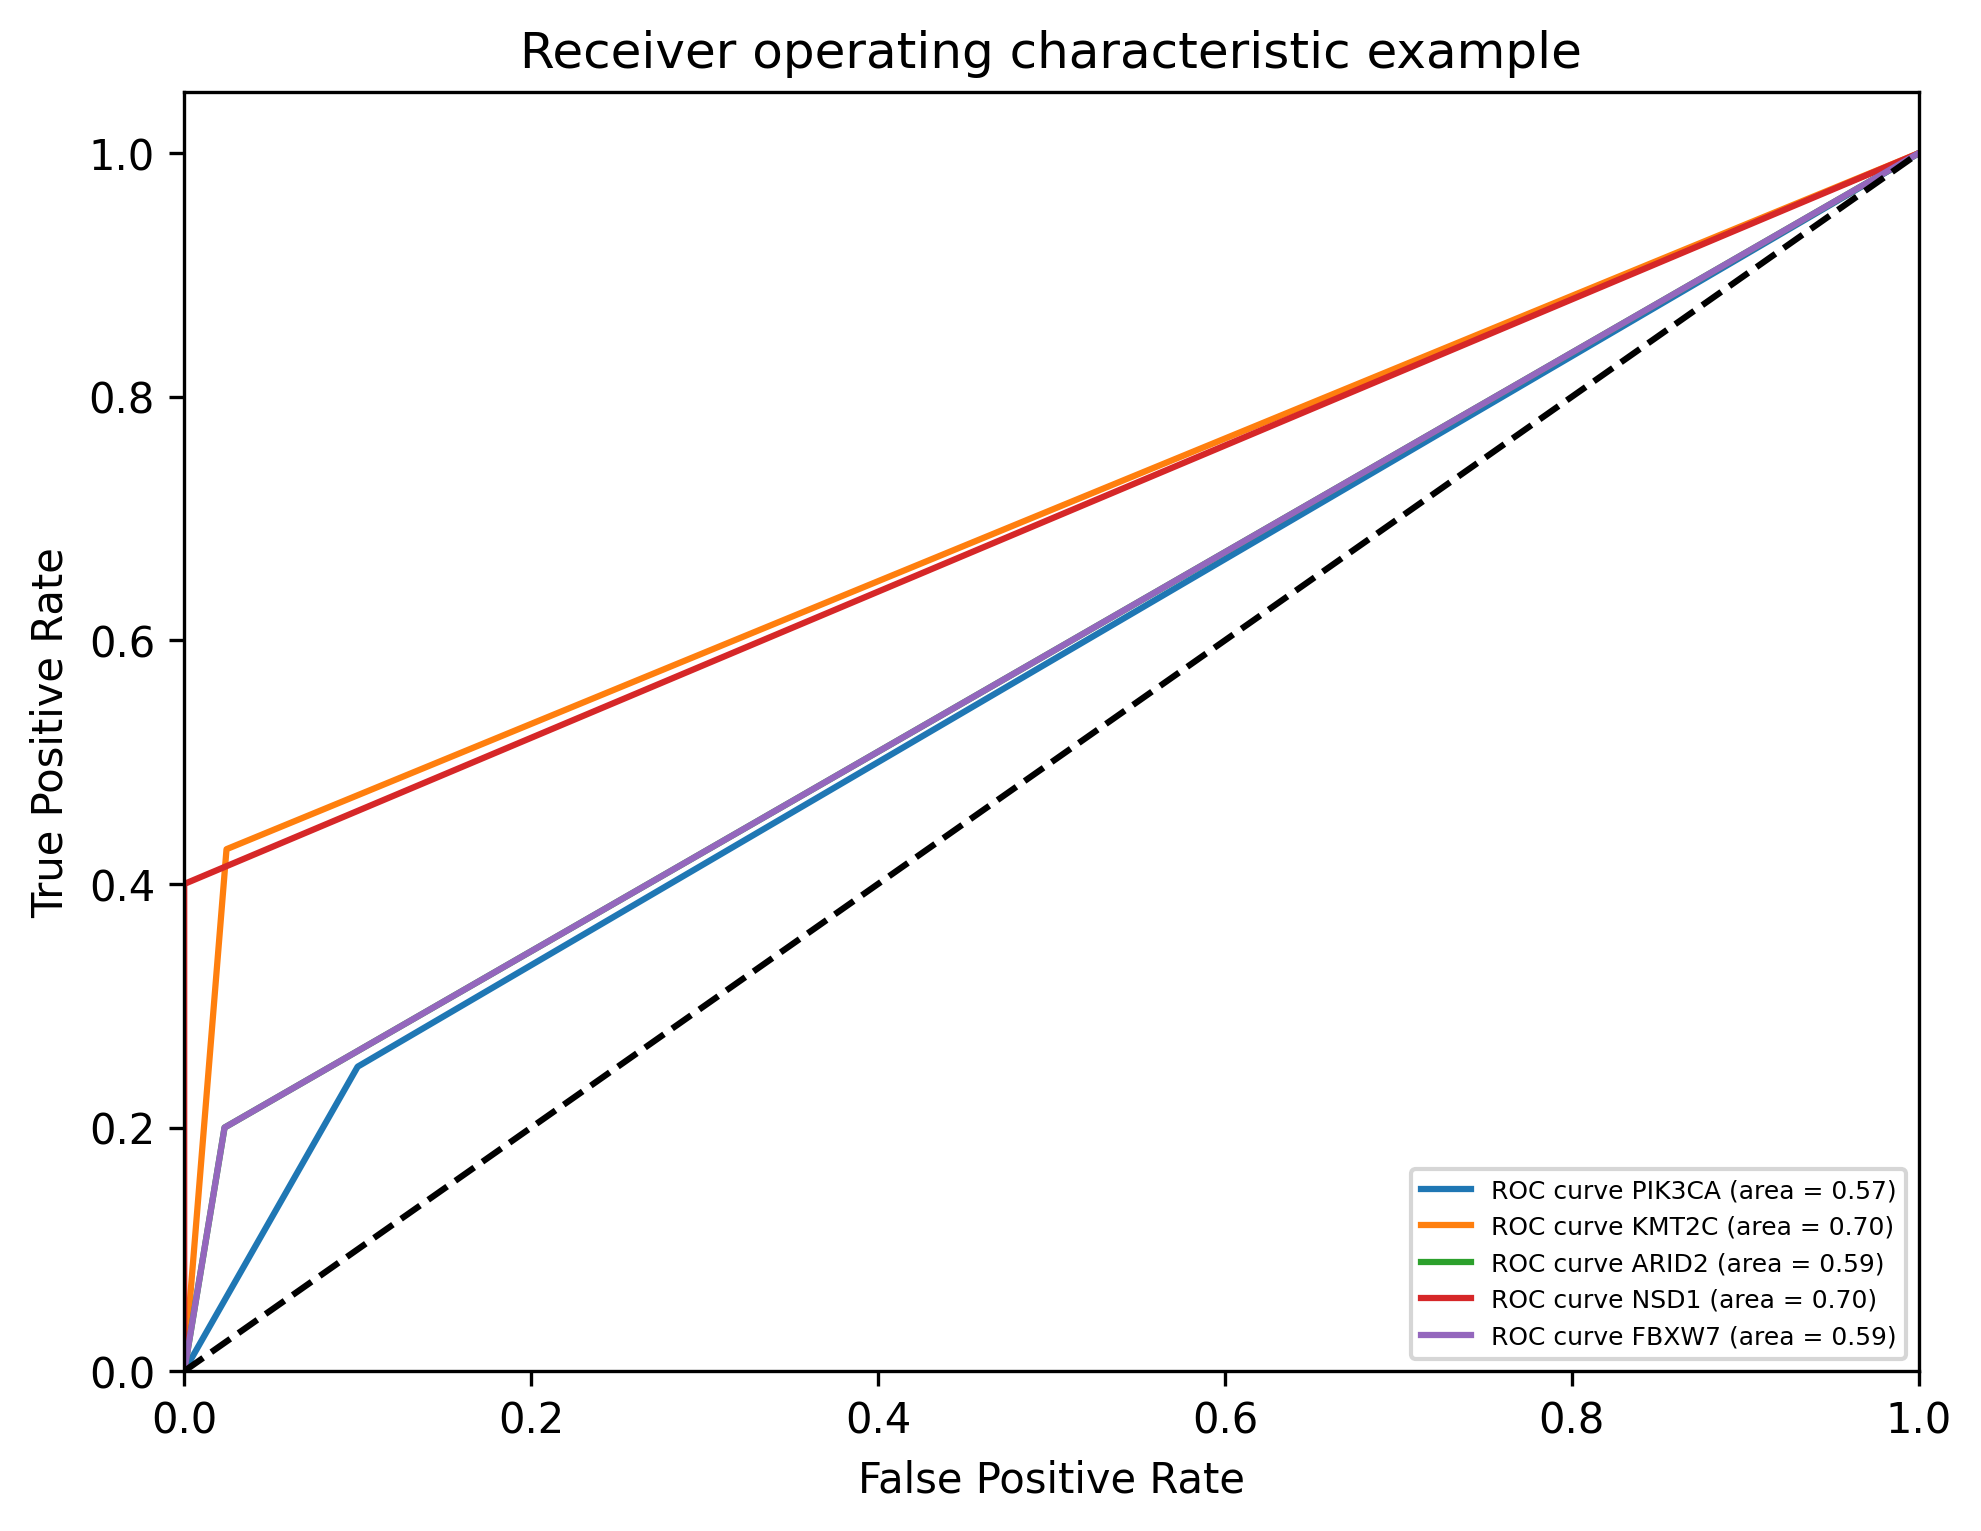 Receiver operating characteristic example
True Positive Rate
1.0
0.8
0.6
0.4
0.2
0.0
0.0 0.2 0.4 0.6 0.8 1.0
False Positive Rate
ROC curve PIK3CA (area = 0.57)
ROC curve KMT2C (area = 0.70)
ROC curve ARID2 (area = 0.59)
ROC curve NSD1 (area = 0.70)
ROC curve FBXW7 (area = 0.59)